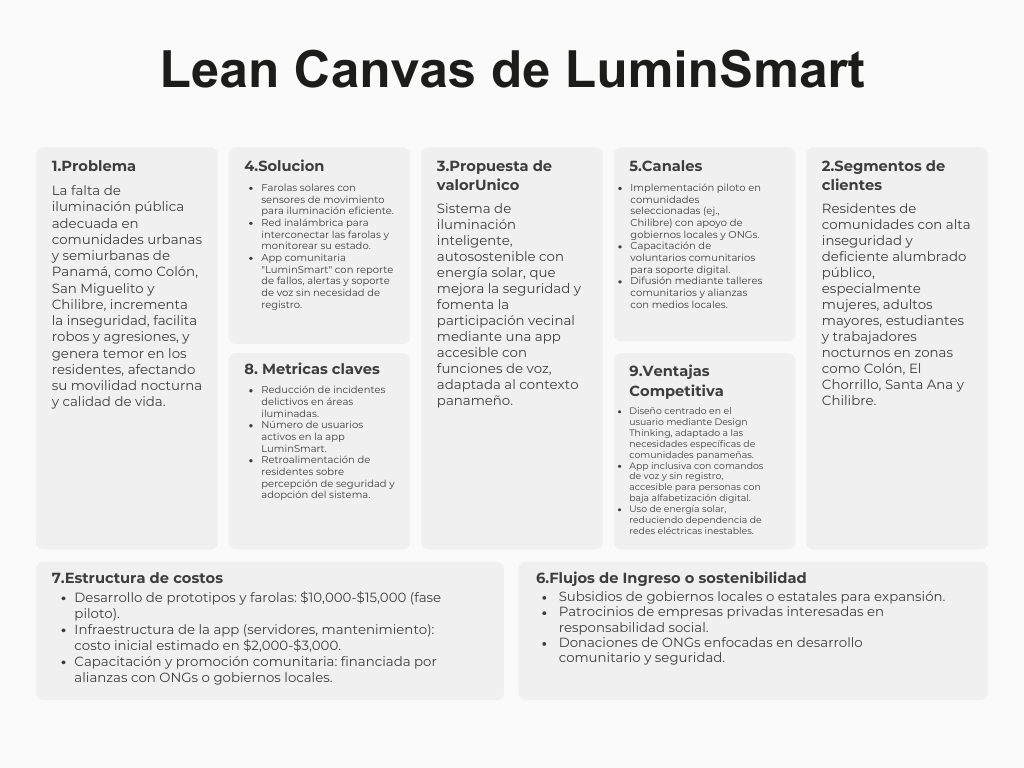 Lean Canvas de LuminSmart
1.Problema
La falta de
iluminación pública
adecuada en
comunidades urbanas
y semiurbanas de
Panamá, como Colón,
San Miguelito y
Chilibre, incrementa
la inseguridad, facilita
robos y agresiones, y
genera temor en los
residentes, afectando
su movilidad nocturna
y calidad de vida.
4.Solucion
• Farolas solares con
sensores de movimiento
para iluminación eficiente.
• Red inalámbrica para
interconectar las farolas y
monitorear su estado.
• App comunitaria
"LuminSmart" con reporte
de fallos, alertas y soporte
de voz sin necesidad de
registro.
8. Metricas claves
• Reducción de incidentes
delictivos en áreas
iluminadas.
• Número de usuarios
activos en la app
LuminSmart.
• Retroalimentación de
residentes sobre
percepción de seguridad y
adopción del sistema.
3.Propuesta de
valorUnico
Sistema de
iluminación
inteligente,
autosostenible con
energía solar, que
mejora la seguridad y
fomenta la
participación vecinal
mediante una app
accesible con
funciones de voz,
adaptada al contexto
panameño.
5.Canales
• Implementación piloto en
comunidades
seleccionadas (ej.,
Chilibre) con apoyo de
gobiernos locales y ONGs.
• Capacitación de
voluntarios comunitarios
para soporte digital.
• Difusión mediante talleres
comunitarios y alianzas
con medios locales.
9.Ventajas
Competitiva
• Diseño centrado en el
usuario mediante Design
Thinking, adaptado a las
necesidades específicas de
comunidades panameñas.
• App inclusiva con comandos
de voz y sin registro,
accesible para personas con
baja alfabetización digital.
• Uso de energía solar,
reduciendo dependencia de
redes eléctricas inestables.
2.Segmentos de
clientes
Residentes de
comunidades con alta
inseguridad y
deficiente alumbrado
público,
especialmente
mujeres, adultos
mayores, estudiantes
y trabajadores
nocturnos en zonas
como Colón, El
Chorrillo, Santa Ana y
Chilibre.
7.Estructura de costos
• Desarrollo de prototipos y farolas: $10,000-$15,000 (fase
piloto).
• Infraestructura de la app (servidores, mantenimiento):
costo inicial estimado en $2,000-$3,000.
• Capacitación y promoción comunitaria: financiada por
alianzas con ONGs o gobiernos locales.
6.Flujos de Ingreso o sostenibilidad
• Subsidios de gobiernos locales o estatales para expansión.
• Patrocinios de empresas privadas interesadas en
responsabilidad social.
• Donaciones de ONGs enfocadas en desarrollo
comunitario y seguridad.